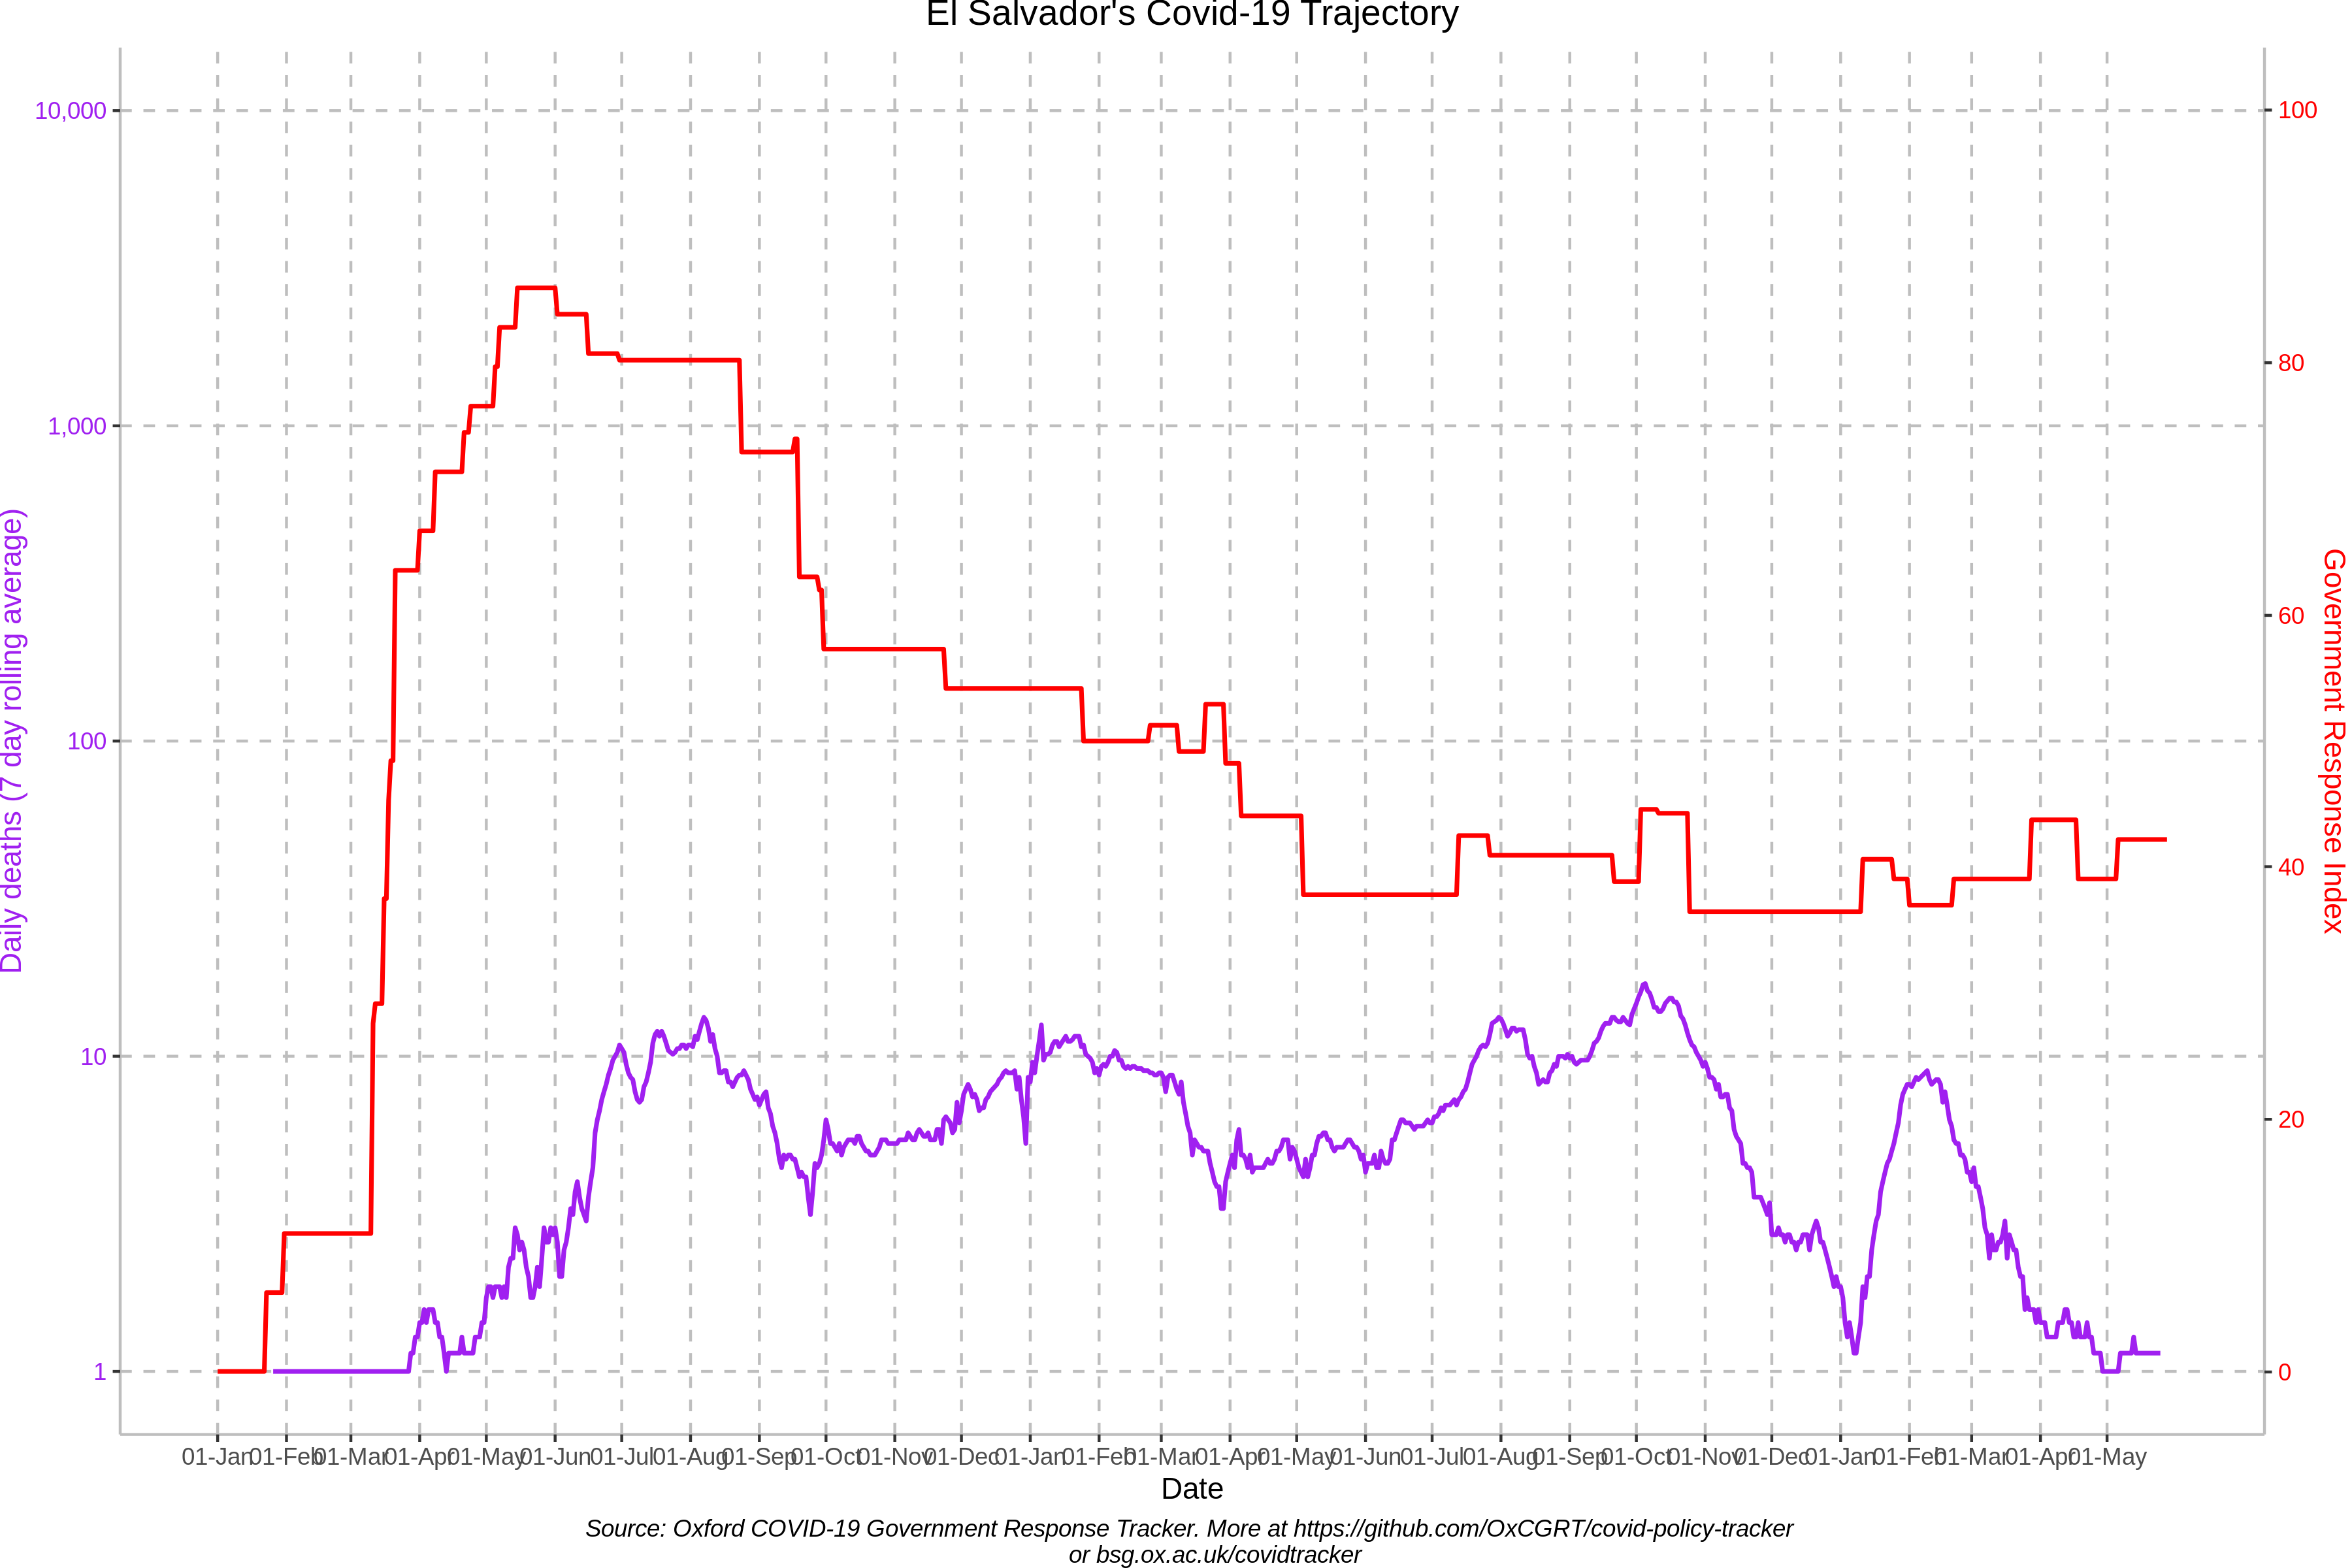 El Salvador's Covid-19 Trajectory
10,000
1,000
100
10
1
Daily deaths (7 day rolling average)
100
80
60
40
20
0
Government Response Index
01-Jan 01-Feb 01-Mar 01-Apr 01-May 01-Jun 01-Jul 01-Aug 01-Sep 01-Oct 01-Nov 01-Dec 01-Jan 01-Feb 01-Mar 01-Apr 01-May 01-Jun 01-Jul 01-Aug 01-Sep 01-Oct 01-Nov 01-Dec 01-Jan 01-Feb 01-Mar 01-Apr 01-May
Date
Source: Oxford COVID-19 Government Response Tracker. More at https://github.com/OxCGRT/covid-policy-tracker
or bsg.ox.ac.uk/covidtracker